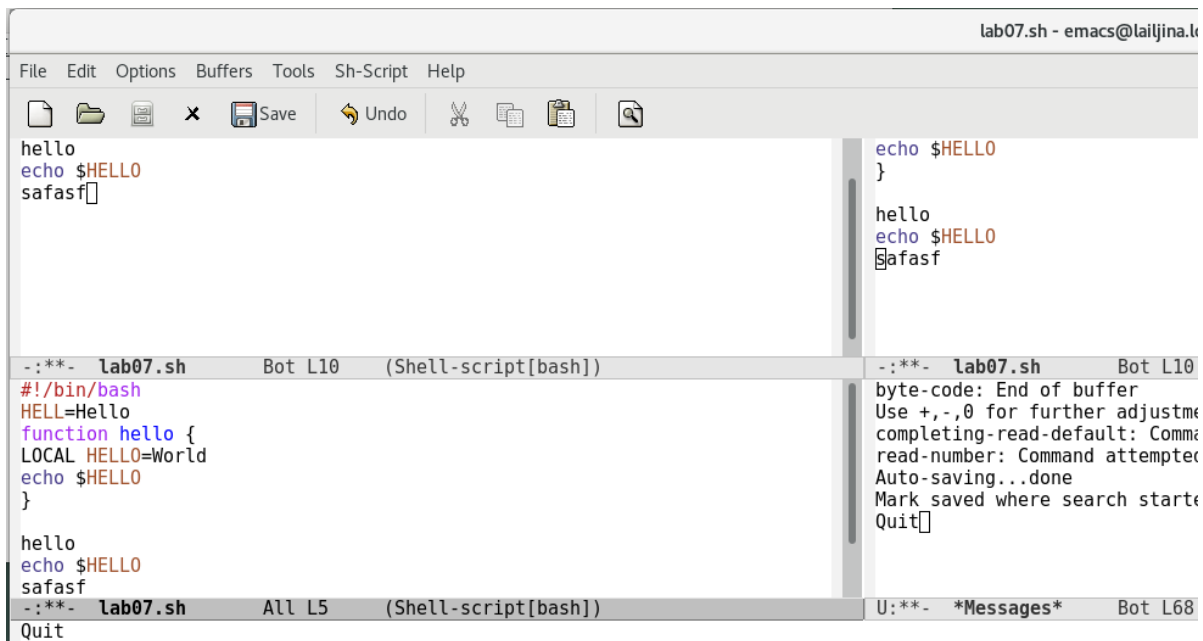 lab07.sh - emacs@lailjina.lo
File Edit Options Buffers Tools Sh-Script Help
Save Undo
hello
echo $HELLO
safasf
-:**- lab07.sh Bot L10 (Shell-script[bash])
echo $HELLO
}
hello
echo $HELLO
safasf
-:**- lab07.sh Bot L10
#!/bin/bash
HELL=Hello
function hello {
LOCAL HELLO=World
echo $HELLO
}
hello
echo $HELLO
safasf
-:**- lab07.sh All L5 (Shell-script[bash])
byte-code: End of buffer
Use +,-,0 for further adjustme
completing-read-default: Comma
read-number: Command attempted
Auto-saving...done
Mark saved where search starte
Quit
U:**- *Messages* Bot L68
Quit